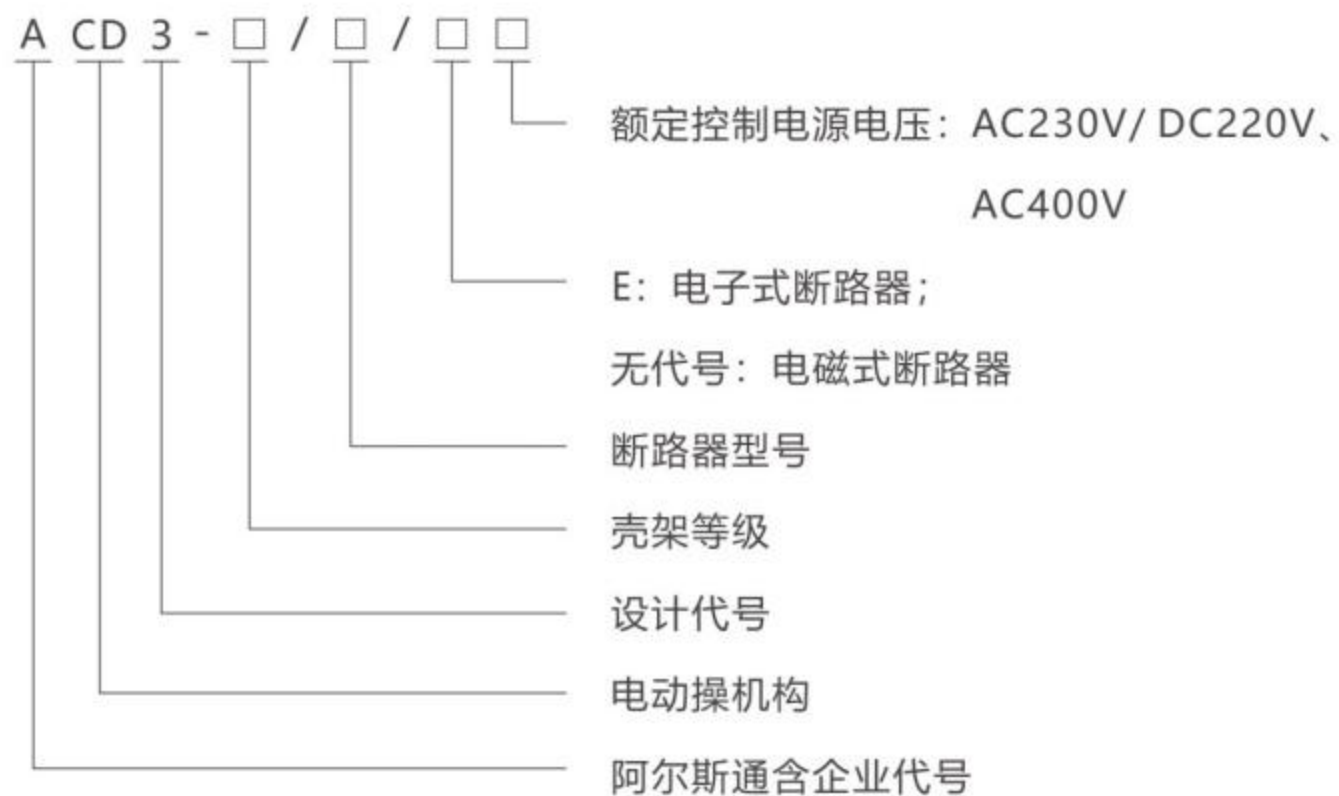 A CD 3 - □ / □ / □ □
额定控制电源电压：AC230V/ DC220V、
AC400V
E：电子式断路器；
无代号：电磁式断路器
断路器型号
壳架等级
设计代号
电动操机构
阿尔斯通含企业代号